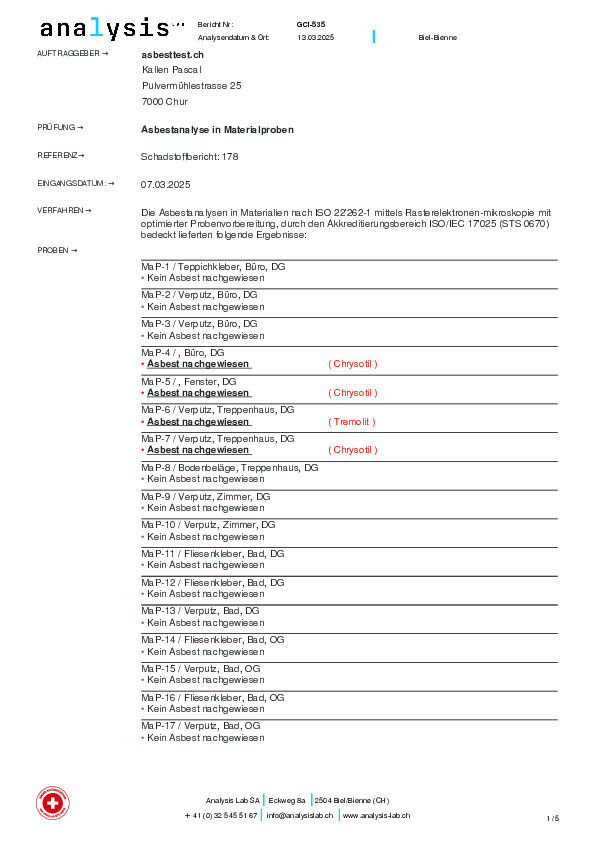 analysis
Bericht Nr: GCI-535
Analysendatum & Ort: 13.03.2025 Biel-Bienne
AUFTRAGGEBER → asbesttest.ch
Kallen Pascal
Pulvermühlestrasse 25
7000 Chur
PRÜFUNG → Asbestanalyse in Materialproben
REFERENZ → Schadstoffbericht: 178
EINGANGSDATUM: → 07.03.2025
VERFAHREN → Die Asbestanalysen in Materialien nach ISO 22'262-1 mittels Rasterelektronen-mikroskopie mit
optimierter Probenvorbereitung, durch den Akkreditierungsbereich ISO/IEC 17'025 (STS 0670)
bedeckt lieferten folgende Ergebnisse:
PROBEN →
MaP-1 / Teppichkleber, Büro, DG
• Kein Asbest nachgewiesen
MaP-2 / Verputz, Büro, DG
• Kein Asbest nachgewiesen
MaP-3 / Verputz, Büro, DG
• Kein Asbest nachgewiesen
MaP-4 / , Büro, DG
• Asbest nachgewiesen ( Chrysotil )
MaP-5 / , Fenster, DG
• Asbest nachgewiesen ( Chrysotil )
MaP-6 / Verputz, Treppenhaus, DG
• Asbest nachgewiesen ( Tremolit )
MaP-7 / Verputz, Treppenhaus, DG
• Asbest nachgewiesen ( Chrysotil )
MaP-8 / Bodenbeläge, Treppenhaus, DG
• Kein Asbest nachgewiesen
MaP-9 / Verputz, Zimmer, DG
• Kein Asbest nachgewiesen
MaP-10 / Verputz, Zimmer, DG
• Kein Asbest nachgewiesen
MaP-11 / Fliesenkleber, Bad, DG
• Kein Asbest nachgewiesen
MaP-12 / Fliesenkleber, Bad, DG
• Kein Asbest nachgewiesen
MaP-13 / Verputz, Bad, DG
• Kein Asbest nachgewiesen
MaP-14 / Fliesenkleber, Bad, OG
• Kein Asbest nachgewiesen
MaP-15 / Verputz, Bad, OG
• Kein Asbest nachgewiesen
MaP-16 / Fliesenkleber, Bad, OG
• Kein Asbest nachgewiesen
MaP-17 / Verputz, Bad, OG
• Kein Asbest nachgewiesen
Analysis Lab SA | Eckweg 8a | 2504 Biel/Bienne (CH)
+ 41 (0) 32 545 51 67 | info@analysislab.ch | www.analysis-lab.ch
1 / 5